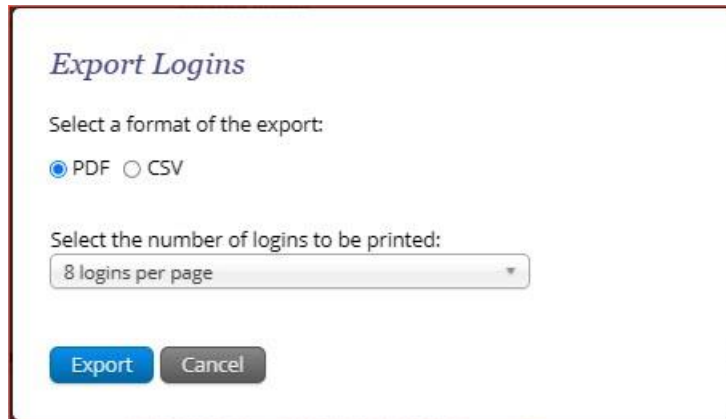 Export Logins
Select a format of the export:
PDF CSV
Select the number of logins to be printed:
8 logins per page
Export Cancel